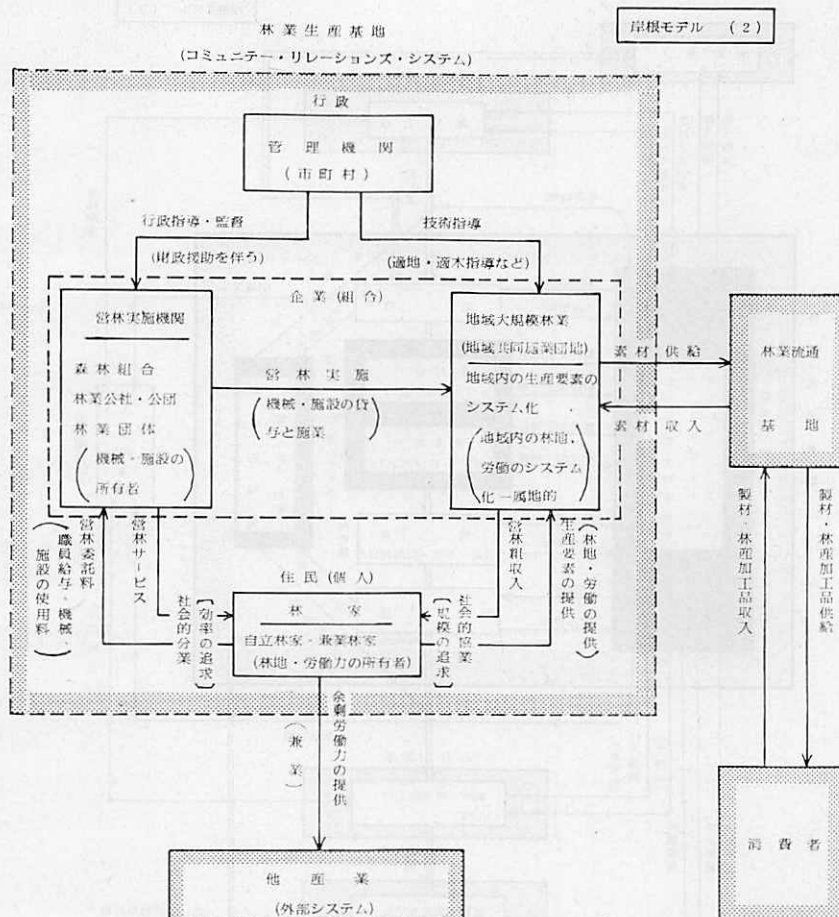 岸根モデル (2)
林業生産基地
(コミュニテー・リレーションズ・システム)
行政
管理機関
(市町村)
行政指導・監督
(財政援助を伴う)
技術指導
(適地・適木指導など)
企業(組合)
営林実施機関
森林組合
林業公社・公団
林業団体
(機械・施設の
所有者)
営林実施
(機械・施設の貸
与と施業)
地域大規模林業
(地域共同施業団地)
地域内の生産要素の
システム化
(地域内の林地・
労働のシステム
化―属地的)
素材供給
素材収入
林業流通
基地
(職員給与・機械・
施設の使用料)
営林委託料
営林サービス
社会的分業
[効率の追求]
住民(個人)
林家
自立林家・兼業林家
(林地・労働力の所有者)
営林粗収入
社会的協業
[規模の追求]
生産要素の提供
(林地・労働の提供)
製材・林産加工品収入
製材・林産加工品供給
余剰労働力の提供
(兼業)
他産業
(外部システム)
消費者